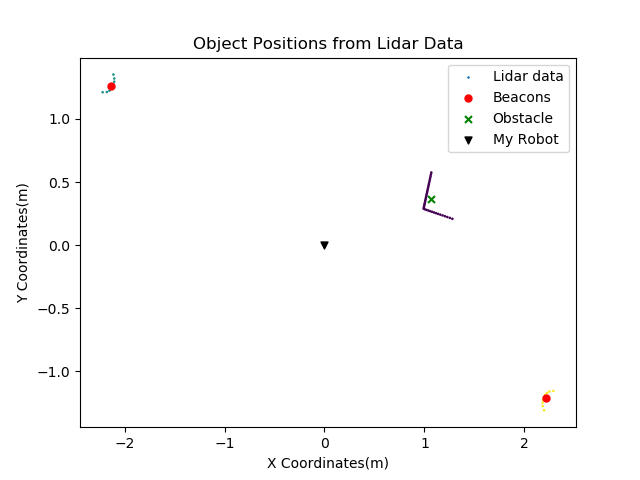 Object Positions from Lidar Data
Lidar data
Beacons
Obstacle
My Robot
1.0
0.5
0.0
−0.5
−1.0
Y Coordinates(m)
−2
−1
0
1
2
X Coordinates(m)